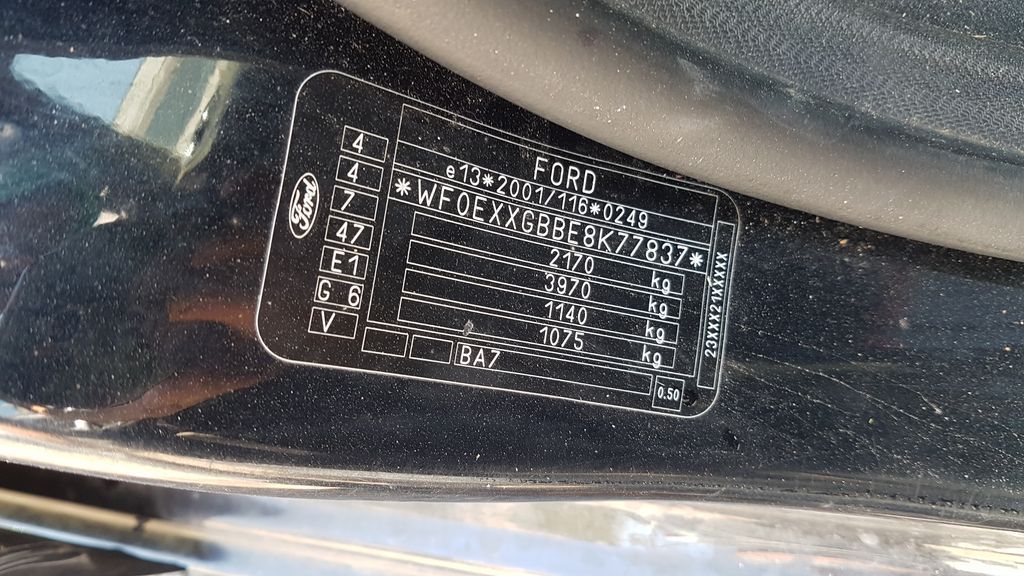 FORD
e13*2001/116*0249
*WF0EXXGBBE8K77837*
2170 kg
3970 kg
1140 kg
1075 kg
BA7
0.50
23XXX21XXXXX
Ford
4
4
7
47
E1
G 6
V